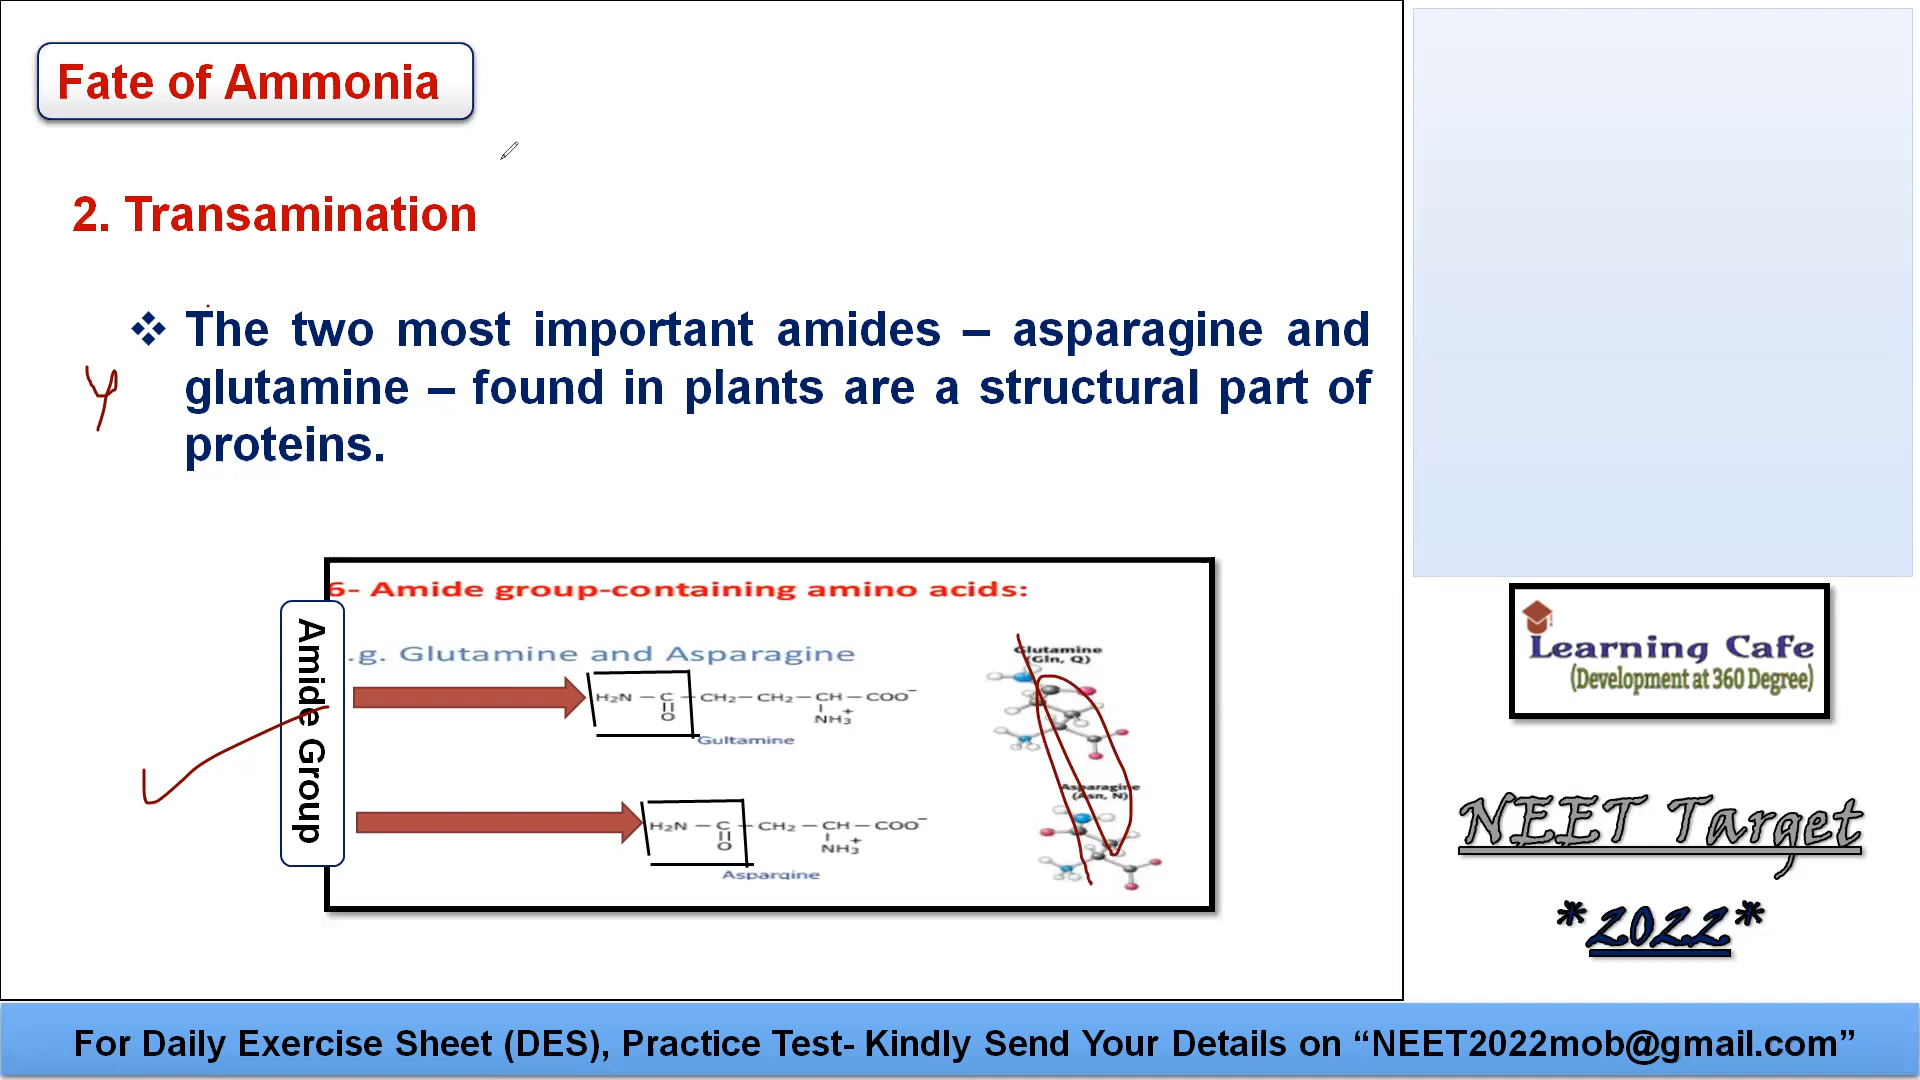 Fate of Ammonia
2. Transamination
❖ The two most important amides – asparagine and
glutamine – found in plants are a structural part of
proteins.
Amide Group
6- Amide group-containing amino acids:
.g. Glutamine and Asparagine
H₂N — C — CH₂ — CH₂ — CH — COO⁻
O
NH₃⁺
Gultamine
H₂N — C — CH₂ — CH — COO⁻
O
NH₃⁺
Aspargine
Glutamine
(Gln, Q)
Asparagine
(Asn, N)
Learning Cafe
(Development at 360 Degree)
NEET Target
*2022*
For Daily Exercise Sheet (DES), Practice Test- Kindly Send Your Details on “NEET2022mob@gmail.com”